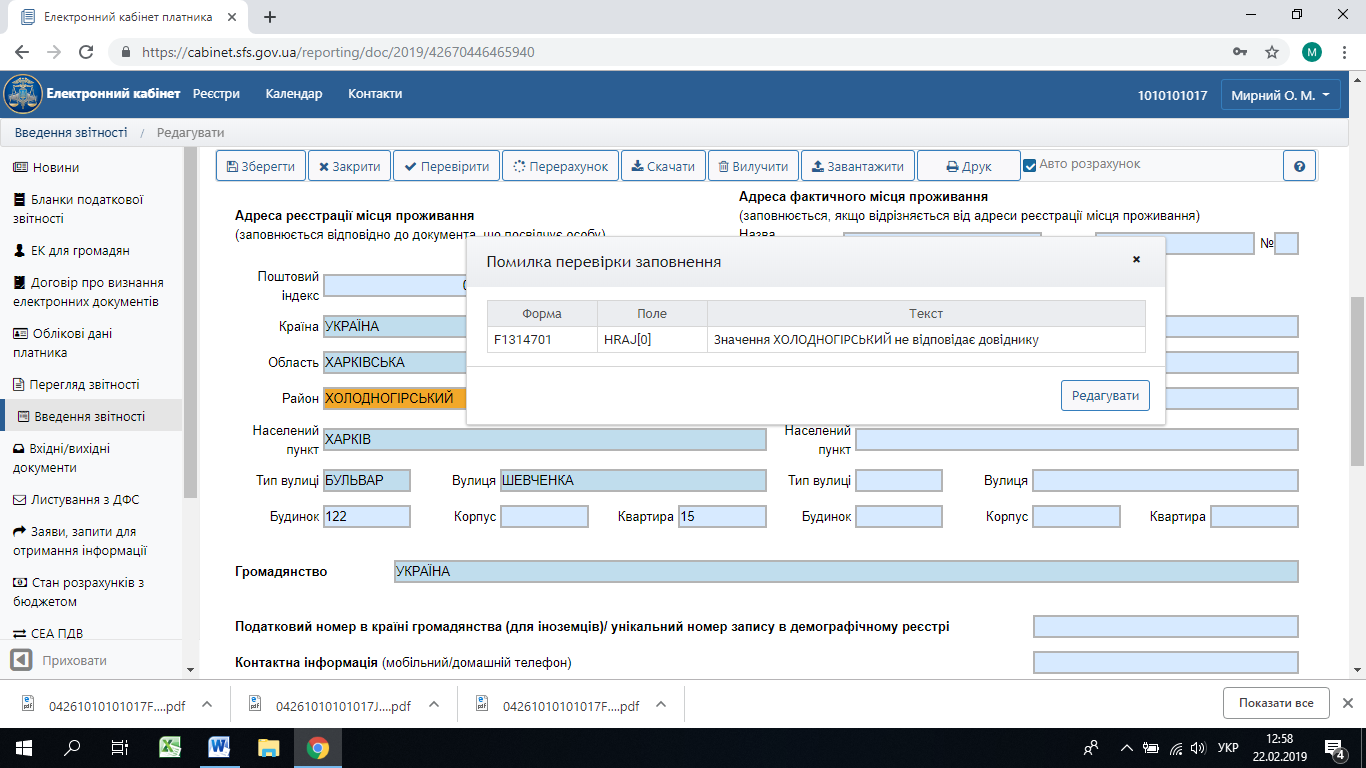 Електронний кабінет платника
https://cabinet.sfs.gov.ua/reporting/doc/2019/42670446465940
M
Електронний кабінет
Реєстри
Календар
Контакти
1010101017
Мирний О. М.
Введення звітності / Редагувати
Новини
Бланки податкової
звітності
ЕК для громадян
Договір про визнання
електронних документів
Облікові дані
платника
Перегляд звітності
Введення звітності
Вхідні/вихідні
документи
Листування з ДФС
Заяви, запити для
отримання інформації
Стан розрахунків з
бюджетом
СЕА ПДВ
Приховати
Зберегти
Закрити
Перевірити
Перерахунок
Скачати
Вилучити
Завантажити
Друк
Авто розрахунок
?
Адреса реєстрації місця проживання
(заповнюється відповідно до документа, що посвідчує особу)
Адреса фактичного місця проживання
(заповнюється, якщо відрізняється від адреси реєстрації місця проживання)
Назва
№
Помилка перевірки заповнення
Форма Поле Текст
F1314701 HRAJ[0] Значення ХОЛОДНОГІРСЬКИЙ не відповідає довіднику
Редагувати
Поштовий
індекс
Країна УКРАЇНА
Область ХАРКІВСЬКА
Район ХОЛОДНОГІРСЬКИЙ
Населений
пункт ХАРКІВ
Населений
пункт
Тип вулиці БУЛЬВАР Вулиця ШЕВЧЕНКА Тип вулиці Вулиця
Будинок 122 Корпус Квартира 15 Будинок Корпус Квартира
Громадянство УКРАЇНА
Податковий номер в країні громадянства (для іноземців)/ унікальний номер запису в демографічному реєстрі
Контактна інформація (мобільний/домашній телефон)
04261010101017F....pdf
04261010101017J....pdf
04261010101017F....pdf
Показати все
УКР
12:58
22.02.2019
4